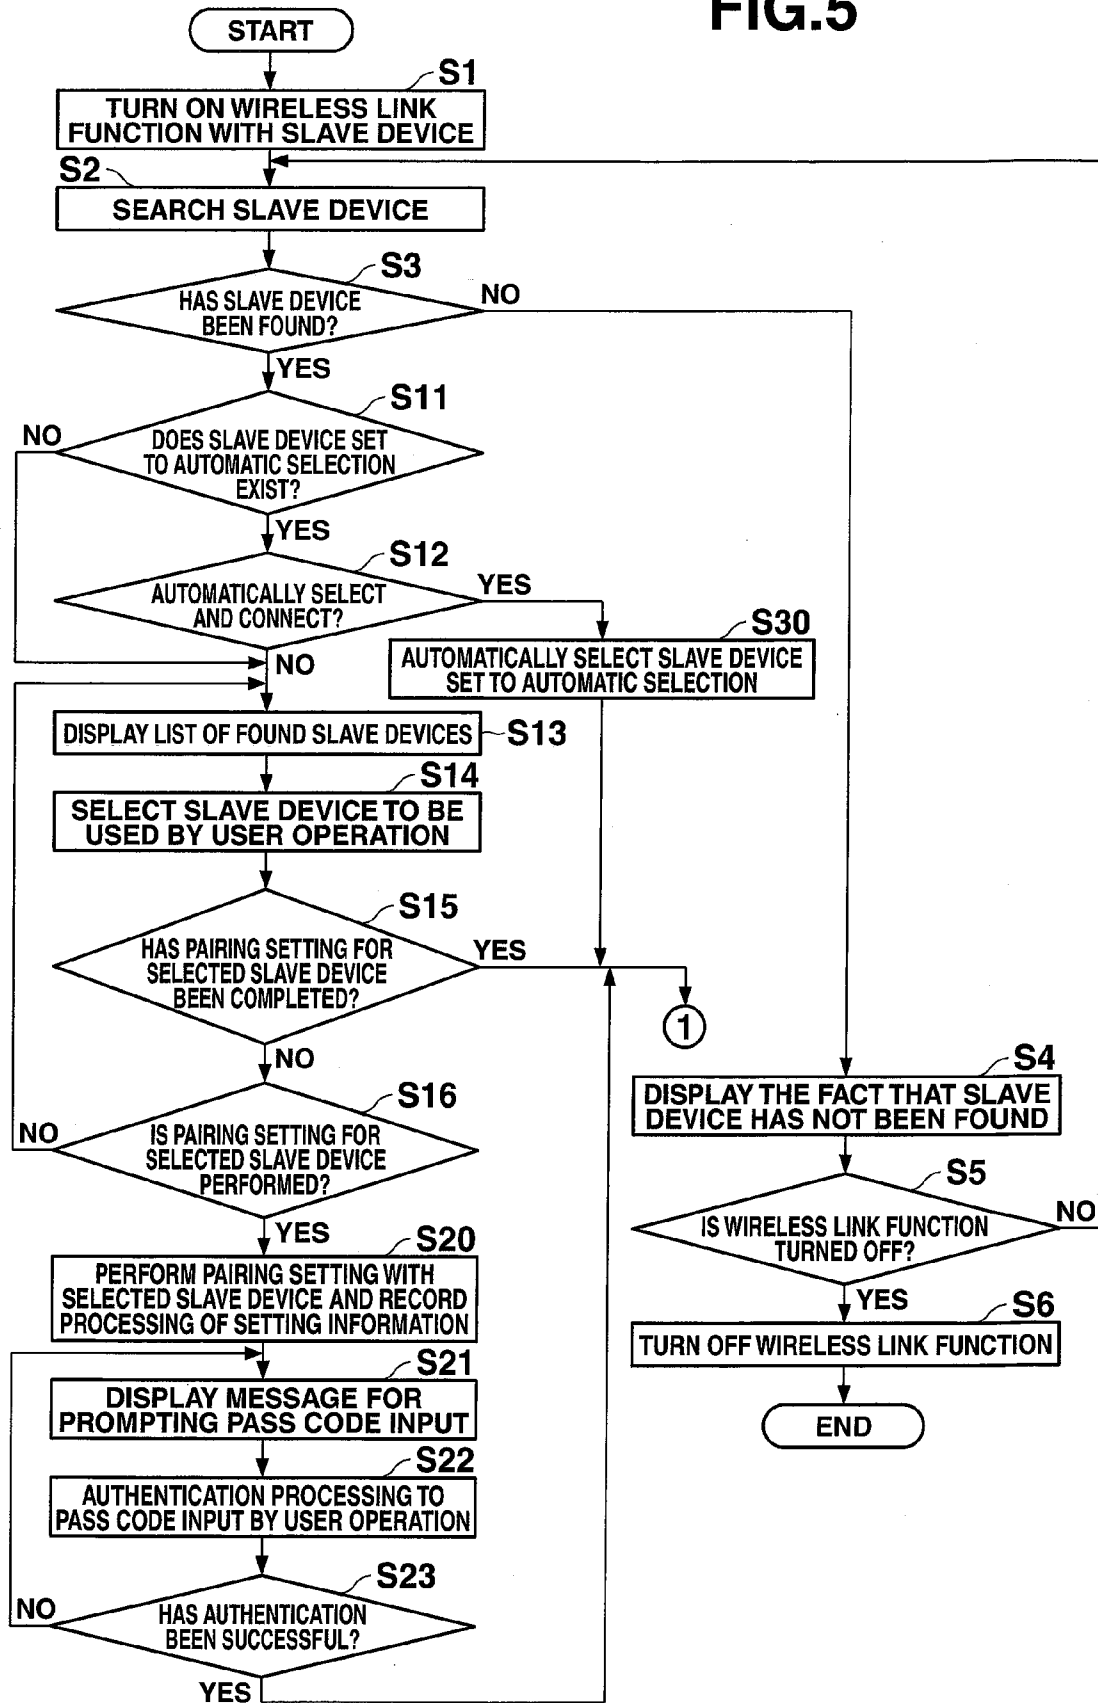 FIG.5
START
S1
TURN ON WIRELESS LINK
FUNCTION WITH SLAVE DEVICE
S2
SEARCH SLAVE DEVICE
S3
HAS SLAVE DEVICE
BEEN FOUND?
NO
YES
S11
DOES SLAVE DEVICE SET
TO AUTOMATIC SELECTION
EXIST?
NO
YES
S12
AUTOMATICALLY SELECT
AND CONNECT?
YES
NO
S30
AUTOMATICALLY SELECT SLAVE DEVICE
SET TO AUTOMATIC SELECTION
DISPLAY LIST OF FOUND SLAVE DEVICES
S13
S14
SELECT SLAVE DEVICE TO BE
USED BY USER OPERATION
S15
HAS PAIRING SETTING FOR
SELECTED SLAVE DEVICE
BEEN COMPLETED?
YES
1
NO
S16
IS PAIRING SETTING FOR
SELECTED SLAVE DEVICE
PERFORMED?
NO
YES
S20
PERFORM PAIRING SETTING WITH
SELECTED SLAVE DEVICE AND RECORD
PROCESSING OF SETTING INFORMATION
S21
DISPLAY MESSAGE FOR
PROMPTING PASS CODE INPUT
S22
AUTHENTICATION PROCESSING TO
PASS CODE INPUT BY USER OPERATION
S23
HAS AUTHENTICATION
BEEN SUCCESSFUL?
NO
YES
S4
DISPLAY THE FACT THAT SLAVE
DEVICE HAS NOT BEEN FOUND
S5
IS WIRELESS LINK FUNCTION
TURNED OFF?
NO
YES
S6
TURN OFF WIRELESS LINK FUNCTION
END